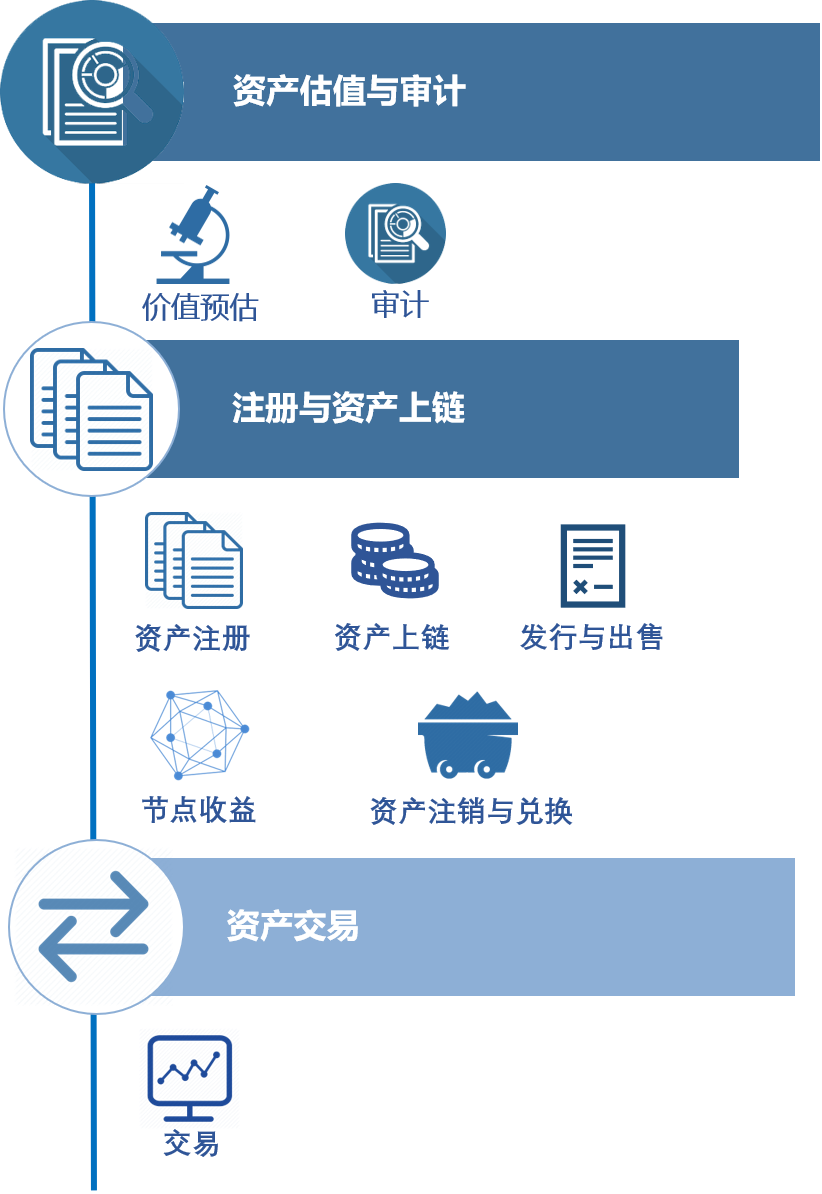 资产估值与审计
价值预估
审计
注册与资产上链
资产注册
资产上链
发行与出售
节点收益
资产注销与兑换
资产交易
交易